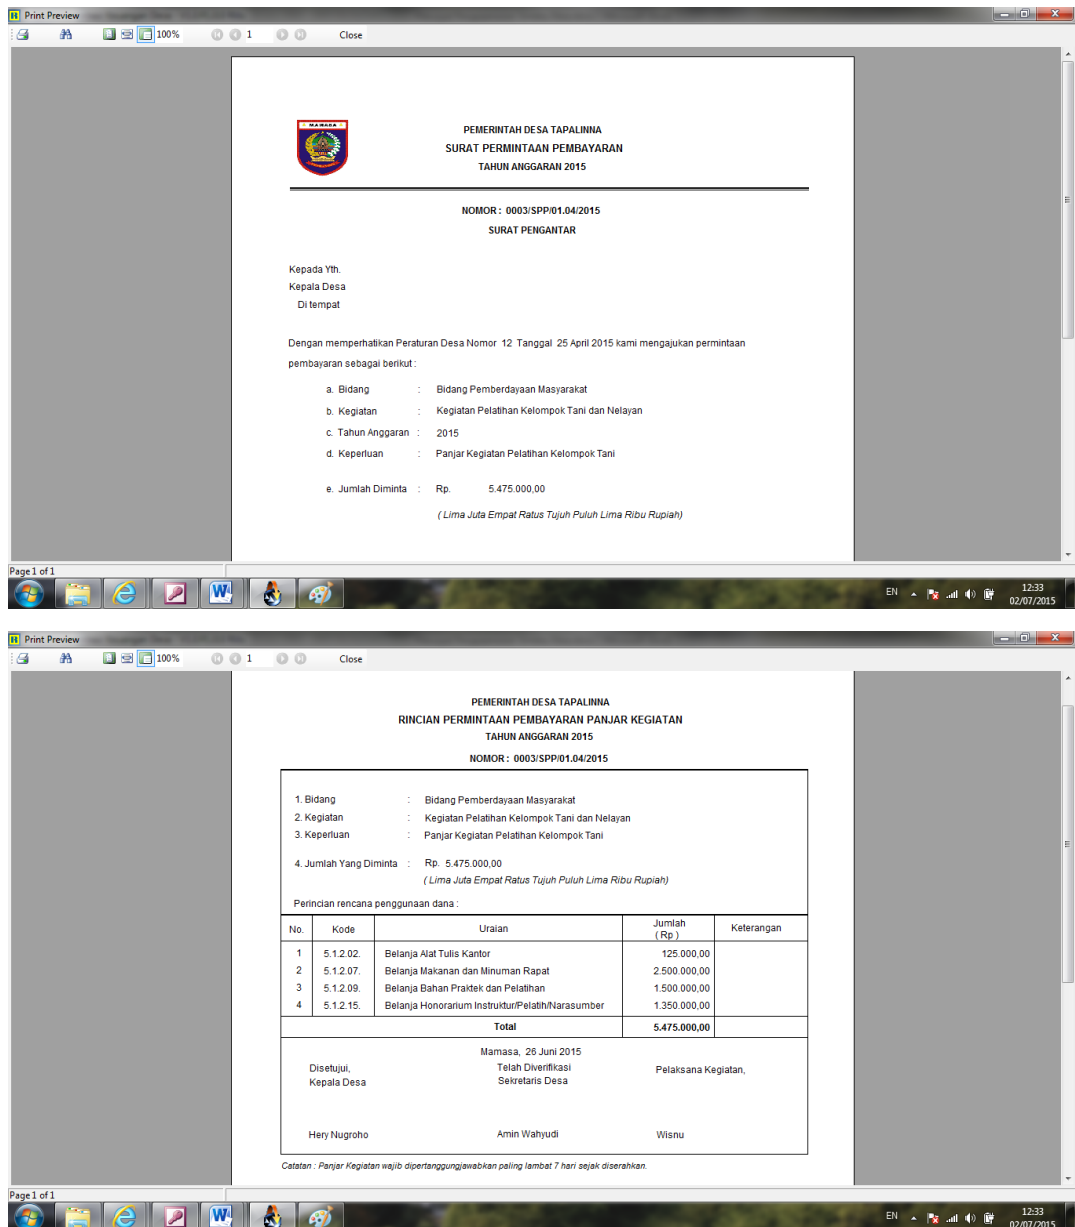 Print Preview
100% 1 Close
MAMASA
PEMERINTAH DESA TAPALINNA
SURAT PERMINTAAN PEMBAYARAN
TAHUN ANGGARAN 2015
NOMOR : 0003/SPP/01.04/2015
SURAT PENGANTAR
Kepada Yth.
Kepala Desa
Di tempat
Dengan memperhatikan Peraturan Desa Nomor 12 Tanggal 25 April 2015 kami mengajukan permintaan
pembayaran sebagai berikut :
a. Bidang : Bidang Pemberdayaan Masyarakat
b. Kegiatan : Kegiatan Pelatihan Kelompok Tani dan Nelayan
c. Tahun Anggaran : 2015
d. Keperluan : Panjar Kegiatan Pelatihan Kelompok Tani
e. Jumlah Diminta : Rp. 5.475.000,00
( Lima Juta Empat Ratus Tujuh Puluh Lima Ribu Rupiah)
Page 1 of 1
EN 12:33
02/07/2015
Print Preview
100% 1 Close
PEMERINTAH DESA TAPALINNA
RINCIAN PERMINTAAN PEMBAYARAN PANJAR KEGIATAN
TAHUN ANGGARAN 2015
NOMOR : 0003/SPP/01.04/2015
1. Bidang : Bidang Pemberdayaan Masyarakat
2. Kegiatan : Kegiatan Pelatihan Kelompok Tani dan Nelayan
3. Keperluan : Panjar Kegiatan Pelatihan Kelompok Tani
4. Jumlah Yang Diminta : Rp. 5.475.000,00
( Lima Juta Empat Ratus Tujuh Puluh Lima Ribu Rupiah)
Perincian rencana penggunaan dana :
No. Kode Uraian Jumlah ( Rp ) Keterangan
1 5.1.2.02. Belanja Alat Tulis Kantor 125.000,00
2 5.1.2.07. Belanja Makanan dan Minuman Rapat 2.500.000,00
3 5.1.2.09. Belanja Bahan Praktek dan Pelatihan 1.500.000,00
4 5.1.2.15. Belanja Honorarium Instruktur/Pelatih/Narasumber 1.350.000,00
Total 5.475.000,00
Mamasa, 26 Juni 2015
Disetujui, Telah Diverifikasi Pelaksana Kegiatan,
Kepala Desa Sekretaris Desa
Hery Nugroho Amin Wahyudi Wisnu
Catatan : Panjar Kegiatan wajib dipertanggungjawabkan paling lambat 7 hari sejak diserahkan.
Page 1 of 1
EN 12:33
02/07/2015